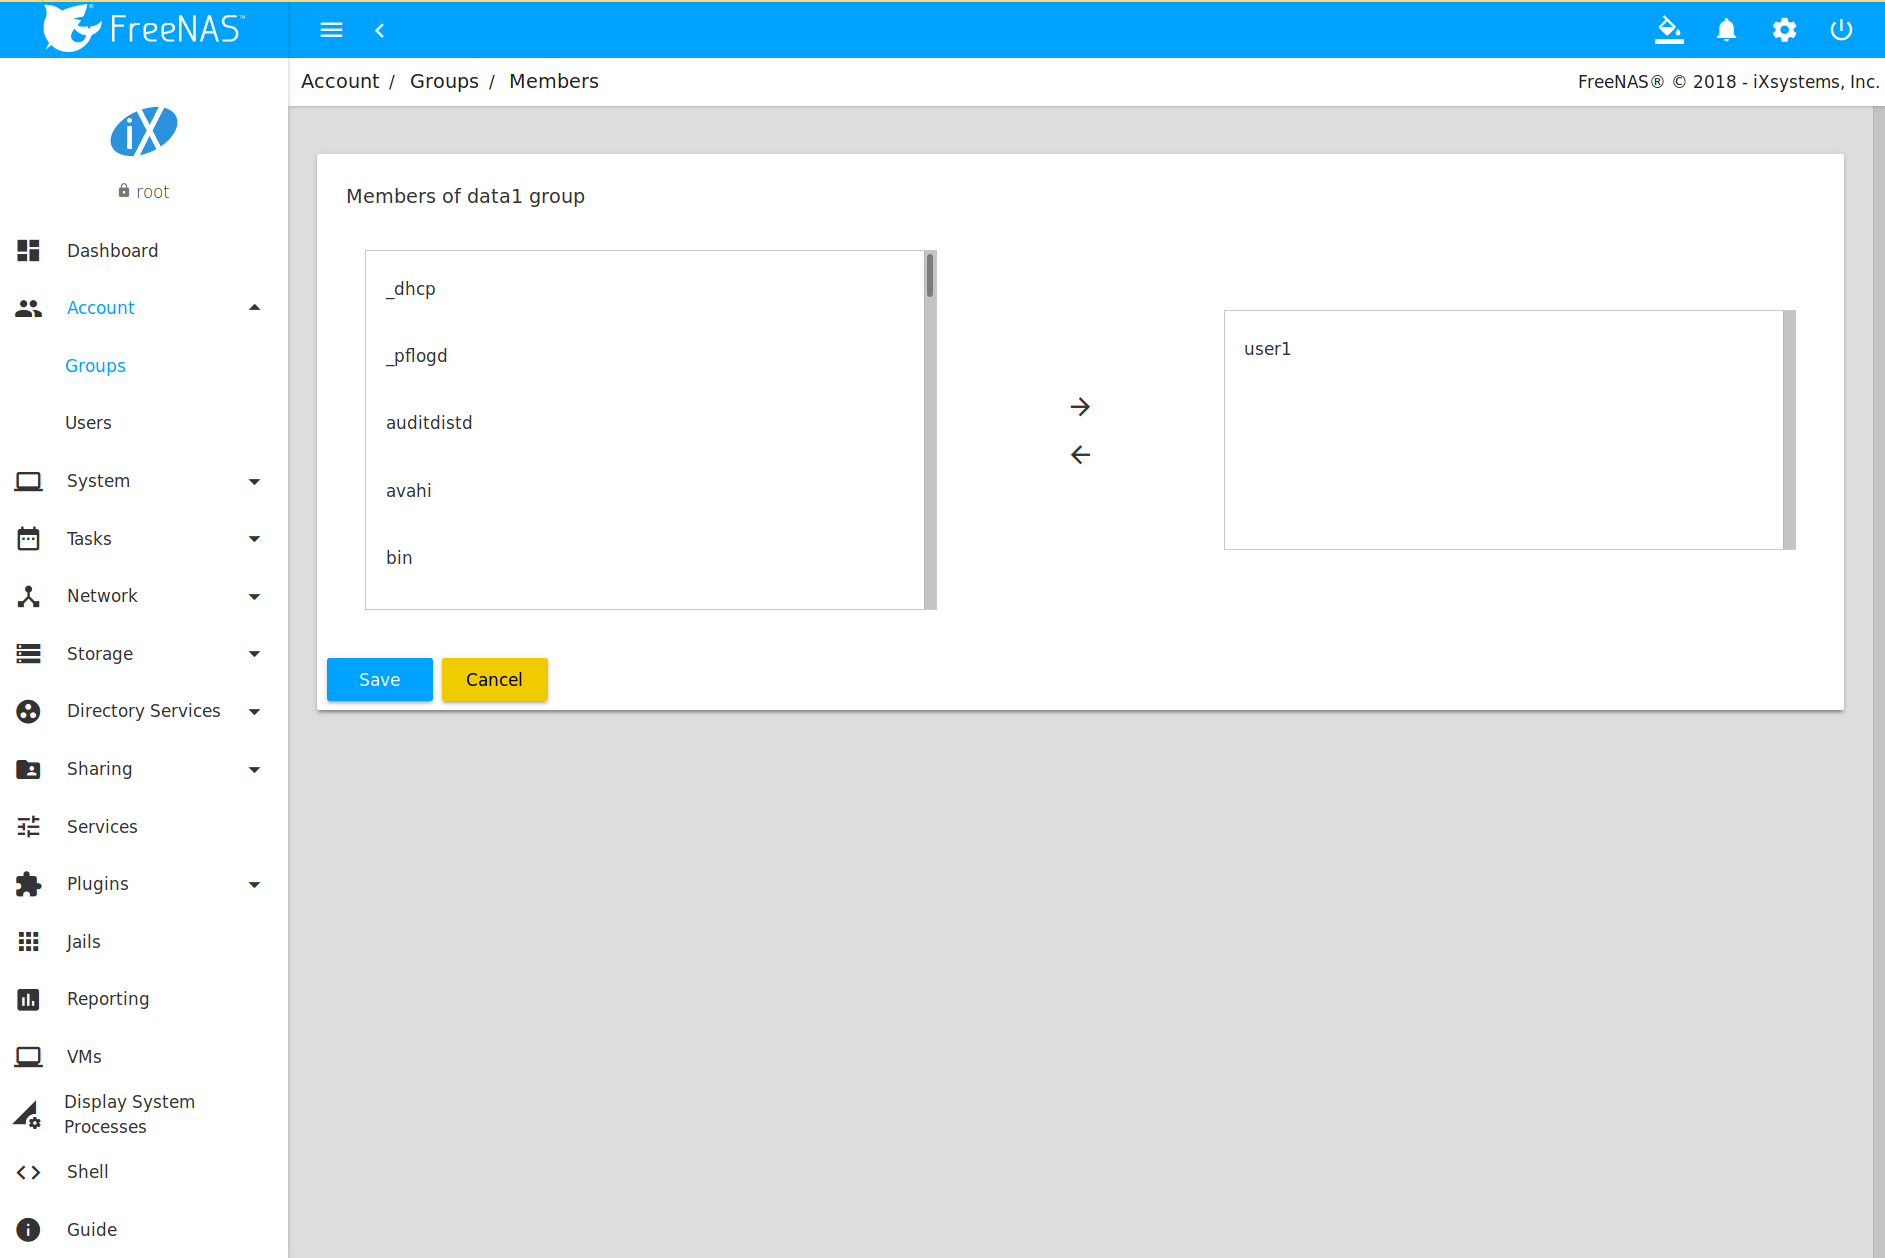 FreeNAS™
Account / Groups / Members
FreeNAS® © 2018 - iXsystems, Inc.
iX
root
Dashboard
Account
Groups
Users
System
Tasks
Network
Storage
Directory Services
Sharing
Services
Plugins
Jails
Reporting
VMs
Display System
Processes
Shell
Guide
Members of data1 group
_dhcp
_pflogd
auditdistd
avahi
bin
user1
Save
Cancel